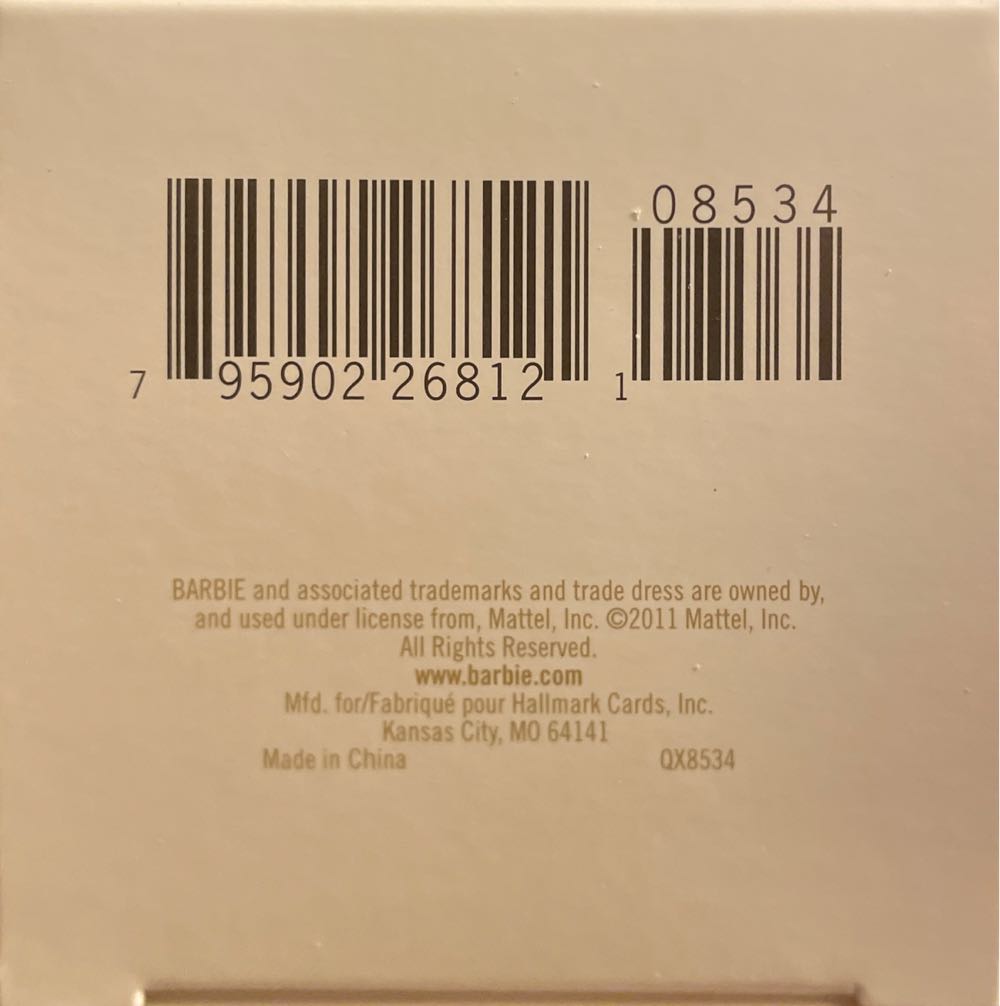 08534
7 95902 26812 1
BARBIE and associated trademarks and trade dress are owned by,
and used under license from, Mattel, Inc. ©2011 Mattel, Inc.
All Rights Reserved.
www.barbie.com
Mfd. for/Fabriqué pour Hallmark Cards, Inc.
Kansas City, MO 64141
Made in China QX8534